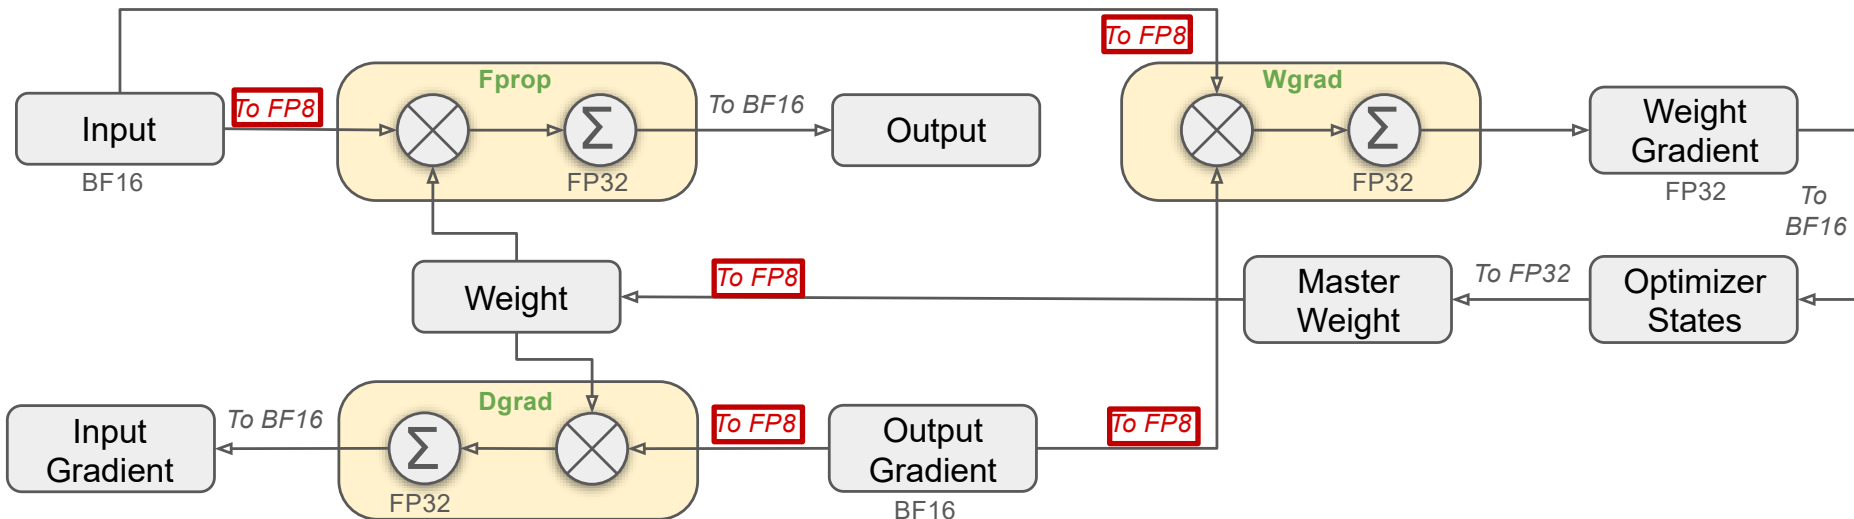 To FP8
Fprop
Wgrad
To FP8
To BF16
Input
Output
Weight
Gradient
Σ
Σ
BF16
FP32
FP32
FP32
To
BF16
Weight
To FP8
Master
Weight
To FP32
Optimizer
States
Dgrad
To BF16
To FP8
To FP8
Input
Gradient
Σ
Output
Gradient
FP32
BF16